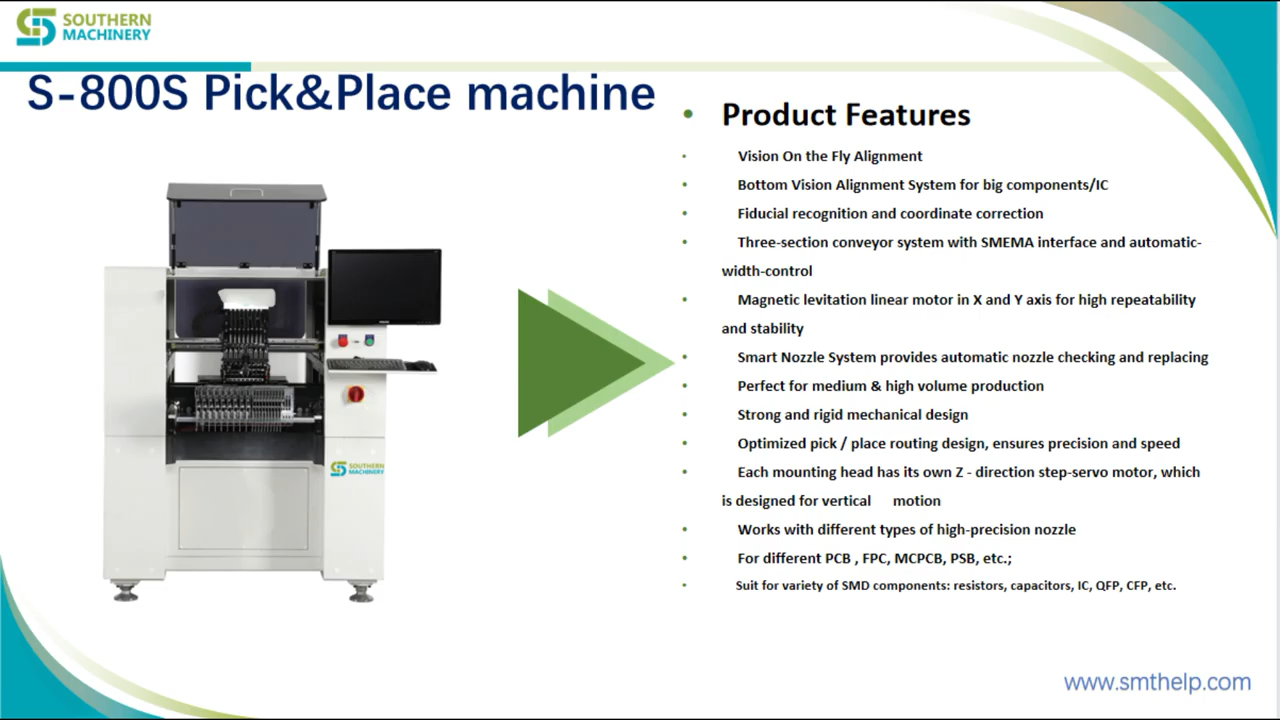 SOUTHERN
MACHINERY
S-800S Pick&Place machine
• Product Features
• Vision On the Fly Alignment
• Bottom Vision Alignment System for big components/IC
• Fiducial recognition and coordinate correction
• Three-section conveyor system with SMEMA interface and automatic-
width-control
• Magnetic levitation linear motor in X and Y axis for high repeatability
and stability
• Smart Nozzle System provides automatic nozzle checking and replacing
• Perfect for medium & high volume production
• Strong and rigid mechanical design
• Optimized pick / place routing design, ensures precision and speed
• Each mounting head has its own Z - direction step-servo motor, which
is designed for vertical motion
• Works with different types of high-precision nozzle
• For different PCB , FPC, MCPCB, PSB, etc.;
• Suit for variety of SMD components: resistors, capacitors, IC, QFP, CFP, etc.
SOUTHERN
MACHINERY
www.smthelp.com